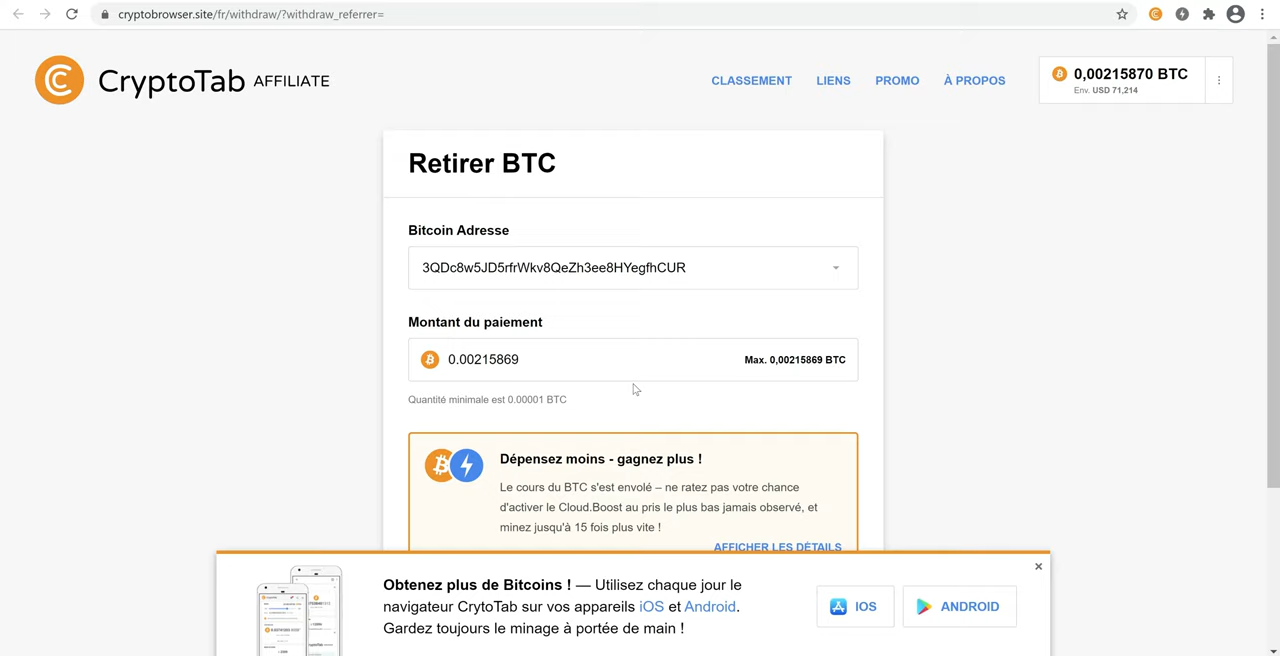 cryptobrowser.site/fr/withdraw/?withdraw_referrer=
CryptoTab AFFILIATE
CLASSEMENT LIENS PROMO À PROPOS
0,00215870 BTC
Env. USD 71,214
Retirer BTC
Bitcoin Adresse
3QDc8w5JD5rfrWkv8QeZh3ee8HYegfhCUR
Montant du paiement
0.00215869 Max. 0,00215869 BTC
Quantité minimale est 0.00001 BTC
Dépensez moins - gagnez plus !
Le cours du BTC s'est envolé – ne ratez pas votre chance
d'activer le Cloud.Boost au pris le plus bas jamais observé, et
minez jusqu'à 15 fois plus vite !
AFFICHER LES DÉTAILS
Obtenez plus de Bitcoins ! — Utilisez chaque jour le
navigateur CrytoTab sur vos appareils iOS et Android.
Gardez toujours le minage à portée de main !
IOS
ANDROID